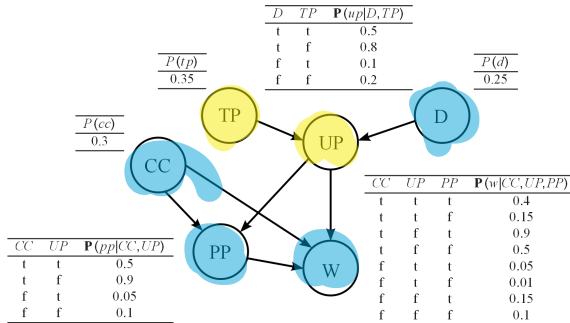 D TP P(up|D,TP)
t t 0.5
t f 0.8
f t 0.1
f f 0.2
P(tp)
0.35
P(d)
0.25
P(cc)
0.3
TP
D
UP
CC
PP
W
CC UP PP P(w|CC,UP,PP)
t t t 0.4
t t f 0.15
t f t 0.9
t f f 0.5
f t t 0.05
f t f 0.01
f f t 0.15
f f f 0.1
CC UP P(pp|CC,UP)
t t 0.5
t f 0.9
f t 0.05
f f 0.1